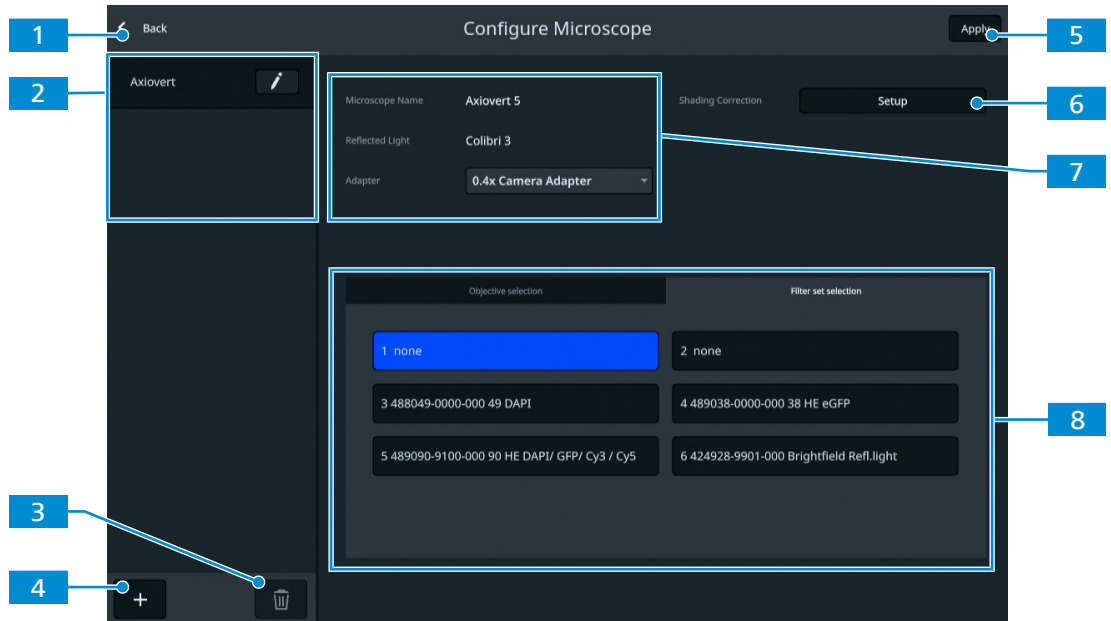 1
Back
Configure Microscope
Apply
5
2
Axiovert
Microscope Name
Axiovert 5
Shading Correction
Setup
6
Reflected Light
Colibri 3
Adapter
0.4x Camera Adapter
7
Objective selection
Filter set selection
1 none
2 none
3 488049-0000-000 49 DAPI
4 489038-0000-000 38 HE eGFP
8
5 489090-9100-000 90 HE DAPI/ GFP/ Cy3 / Cy5
6 424928-9901-000 Brightfield Refl.light
3
4
+